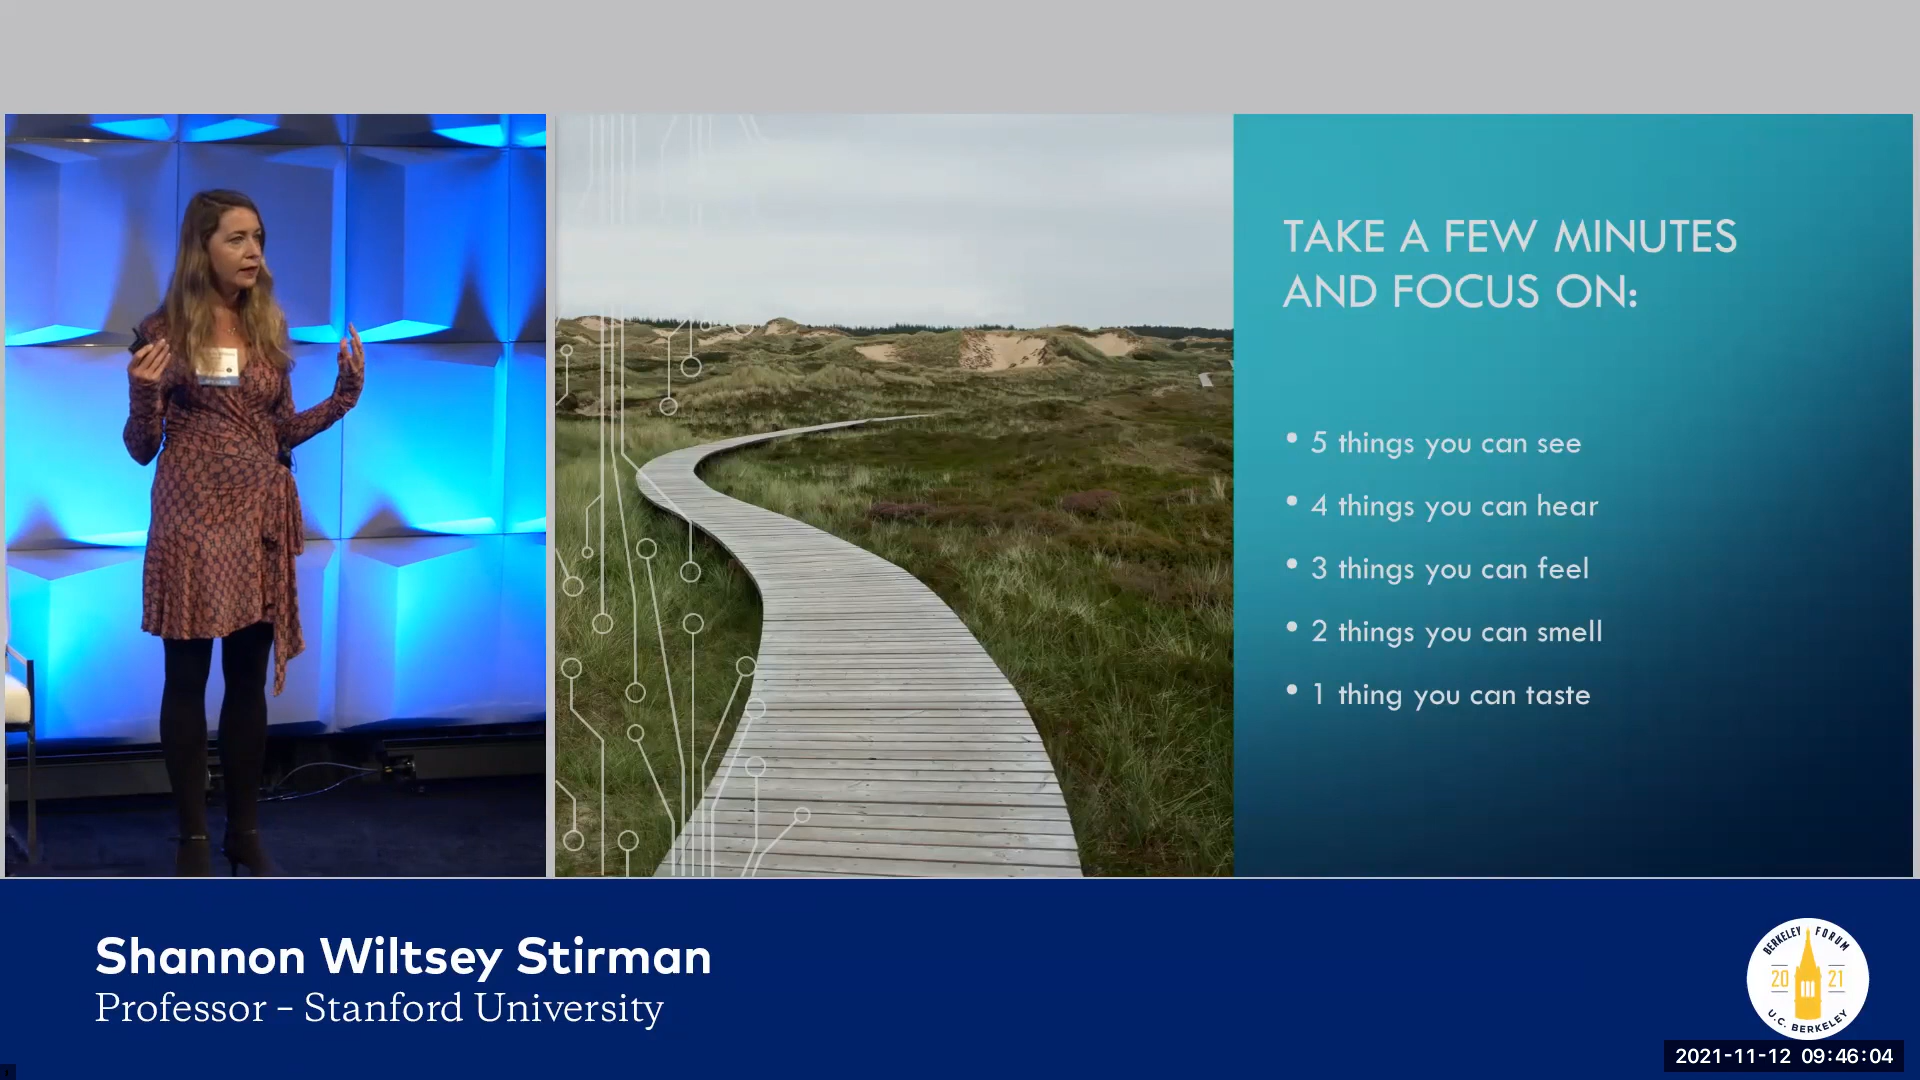 TAKE A FEW MINUTES
AND FOCUS ON:
• 5 things you can see
• 4 things you can hear
• 3 things you can feel
• 2 things you can smell
• 1 thing you can taste
Shannon Wiltsey Stirman
Professor – Stanford University
BERKELEY FORUM
20 21
U.C. BERKELEY
2021-11-12 09:46:04